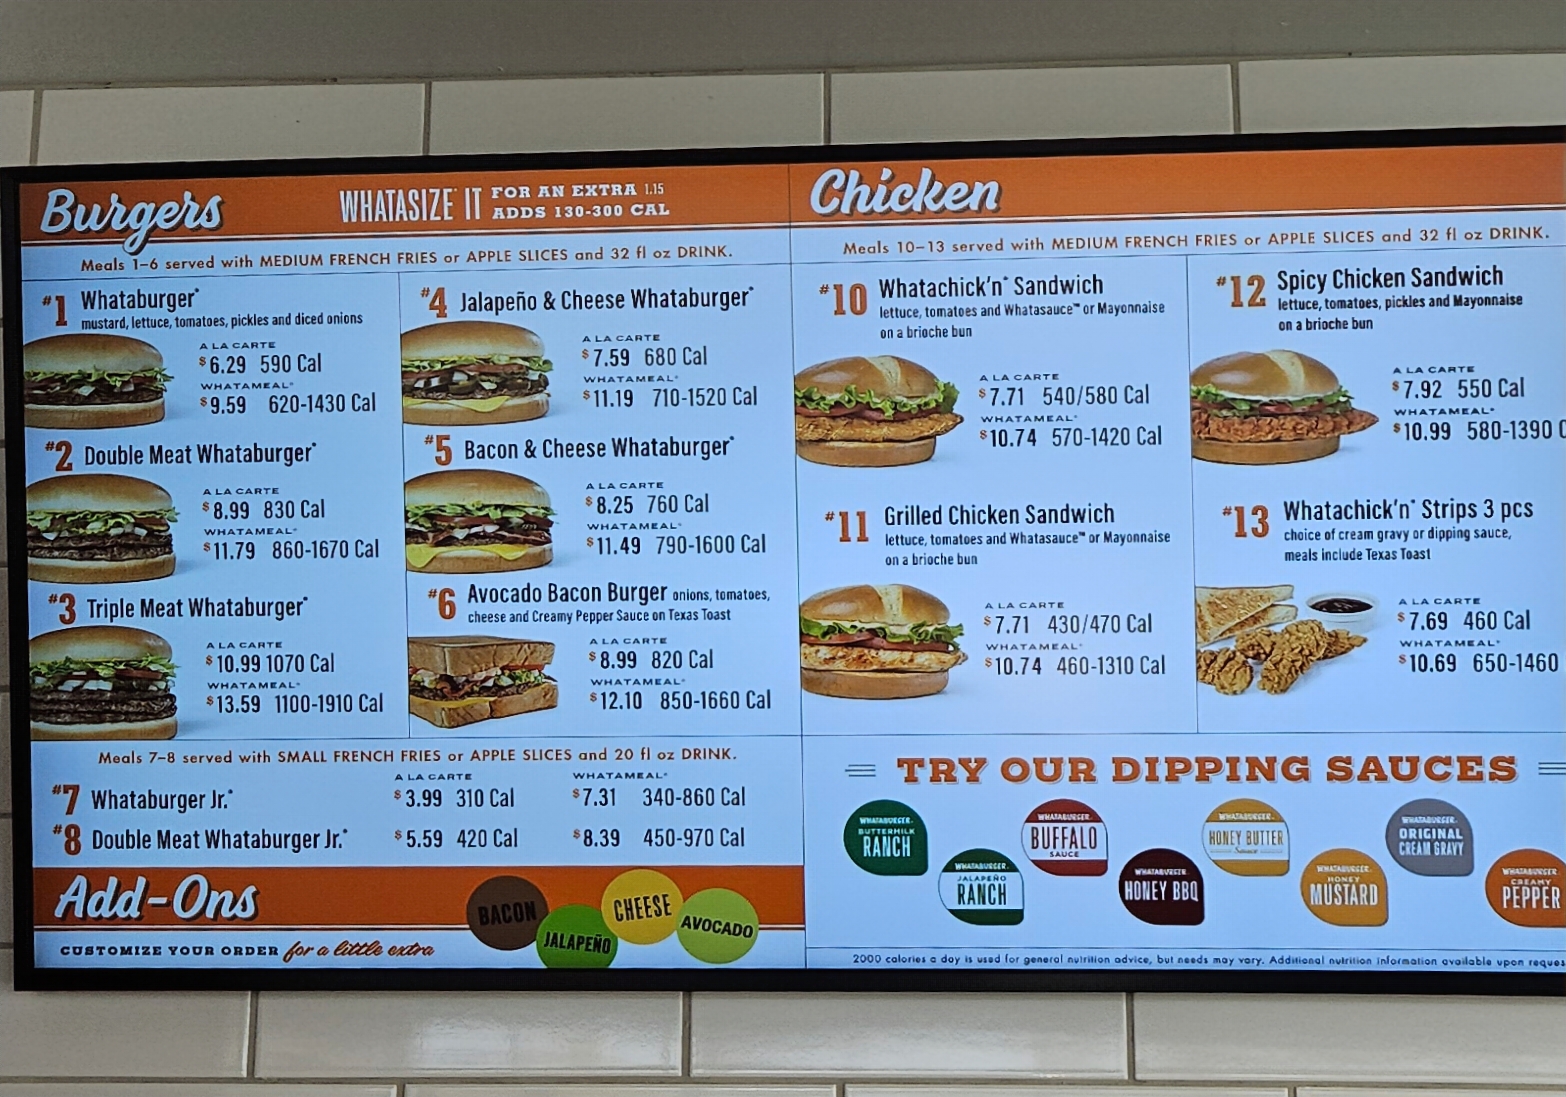 Burgers
WHATASIZE® IT FOR AN EXTRA 1.15
ADDS 130-300 CAL
Meals 1-6 served with MEDIUM FRENCH FRIES or APPLE SLICES and 32 fl oz DRINK.
#1 Whataburger®
mustard, lettuce, tomatoes, pickles and diced onions
A LA CARTE
$6.29 590 Cal
WHATAMEAL®
$9.59 620-1430 Cal
#2 Double Meat Whataburger®
A LA CARTE
$8.99 830 Cal
WHATAMEAL®
$11.79 860-1670 Cal
#3 Triple Meat Whataburger®
A LA CARTE
$10.99 1070 Cal
WHATAMEAL®
$13.59 1100-1910 Cal
#4 Jalapeño & Cheese Whataburger®
A LA CARTE
$7.59 680 Cal
WHATAMEAL®
$11.19 710-1520 Cal
#5 Bacon & Cheese Whataburger®
A LA CARTE
$8.25 760 Cal
WHATAMEAL®
$11.49 790-1600 Cal
#6 Avocado Bacon Burger onions, tomatoes,
cheese and Creamy Pepper Sauce on Texas Toast
A LA CARTE
$8.99 820 Cal
WHATAMEAL®
$12.10 850-1660 Cal
Meals 7-8 served with SMALL FRENCH FRIES or APPLE SLICES and 20 fl oz DRINK.
A LA CARTE WHATAMEAL®
#7 Whataburger Jr.® $3.99 310 Cal $7.31 340-860 Cal
#8 Double Meat Whataburger Jr.® $5.59 420 Cal $8.39 450-970 Cal
Add-Ons
CUSTOMIZE YOUR ORDER for a little extra
BACON
JALAPEÑO
CHEESE
AVOCADO
Chicken
Meals 10-13 served with MEDIUM FRENCH FRIES or APPLE SLICES and 32 fl oz DRINK.
#10 Whatachick'n® Sandwich
lettuce, tomatoes and Whatasauce™ or Mayonnaise
on a brioche bun
A LA CARTE
$7.71 540/580 Cal
WHATAMEAL®
$10.74 570-1420 Cal
#11 Grilled Chicken Sandwich
lettuce, tomatoes and Whatasauce™ or Mayonnaise
on a brioche bun
A LA CARTE
$7.71 430/470 Cal
WHATAMEAL®
$10.74 460-1310 Cal
#12 Spicy Chicken Sandwich
lettuce, tomatoes, pickles and Mayonnaise
on a brioche bun
A LA CARTE
$7.92 550 Cal
WHATAMEAL®
$10.99 580-1390 C
#13 Whatachick'n® Strips 3 pcs
choice of cream gravy or dipping sauce,
meals include Texas Toast
A LA CARTE
$7.69 460 Cal
WHATAMEAL®
$10.69 650-1460
TRY OUR DIPPING SAUCES
WHATABURGER®
BUTTERMILK
RANCH
WHATABURGER®
JALAPEÑO
RANCH
WHATABURGER®
BUFFALO
SAUCE
WHATABURGER
HONEY BBQ
WHATABURGER®
HONEY BUTTER
Sauce
WHATABURGER®
HONEY
MUSTARD
WHATABURGER®
ORIGINAL
CREAM GRAVY
WHATABURGER®
CREAMY
PEPPER
2000 calories a day is used for general nutrition advice, but needs may vary. Additional nutrition information available upon reques